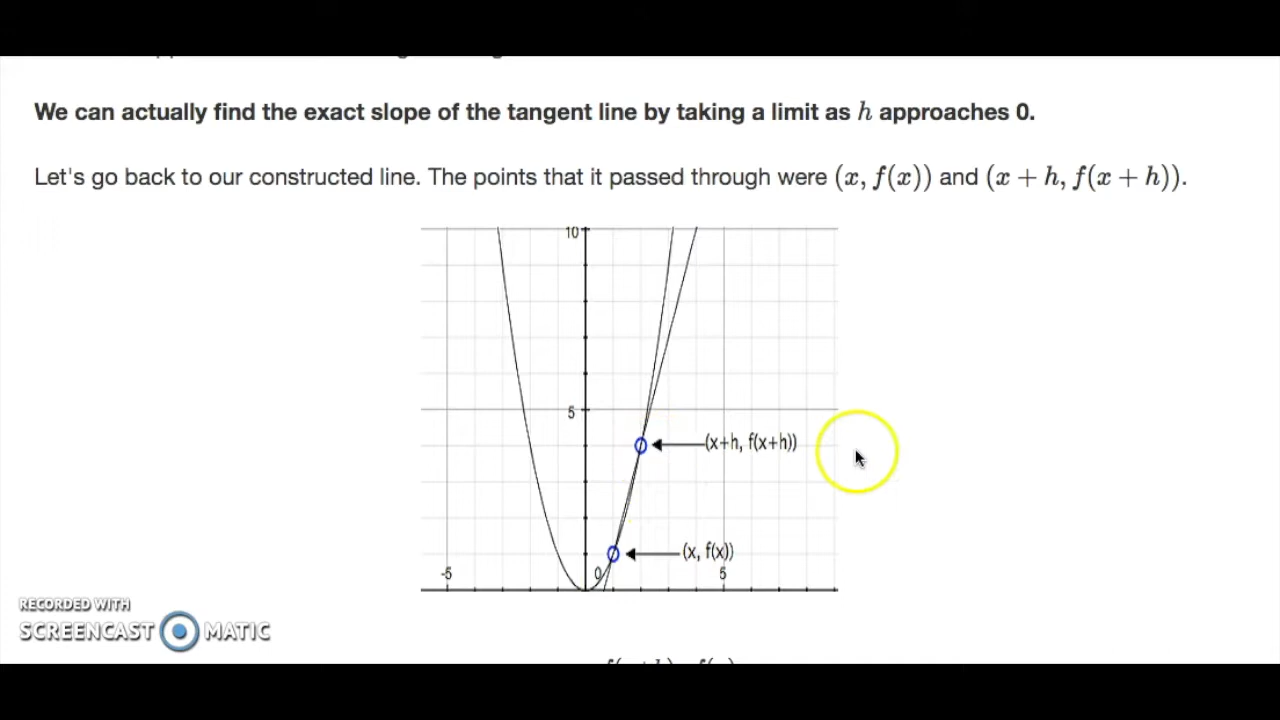 We can actually find the exact slope of the tangent line by taking a limit as h approaches 0.
Let's go back to our constructed line. The points that it passed through were (x, f(x)) and (x + h, f(x + h)).
10
5
(x+h, f(x+h))
(x, f(x))
-5 0 5
RECORDED WITH
SCREENCAST MATIC